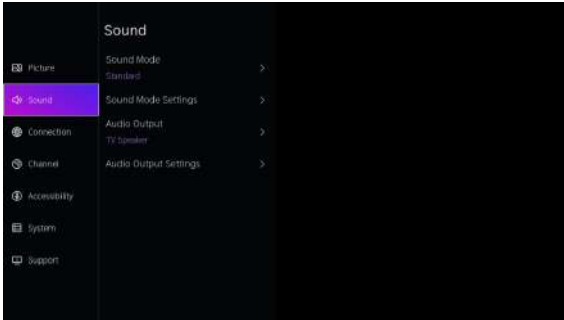 Sound
Picture
Sound
Connection
Channel
Accessibility
System
Support
Sound Mode
Standard
Sound Mode Settings
Audio Output
TV Speaker
Audio Output Settings